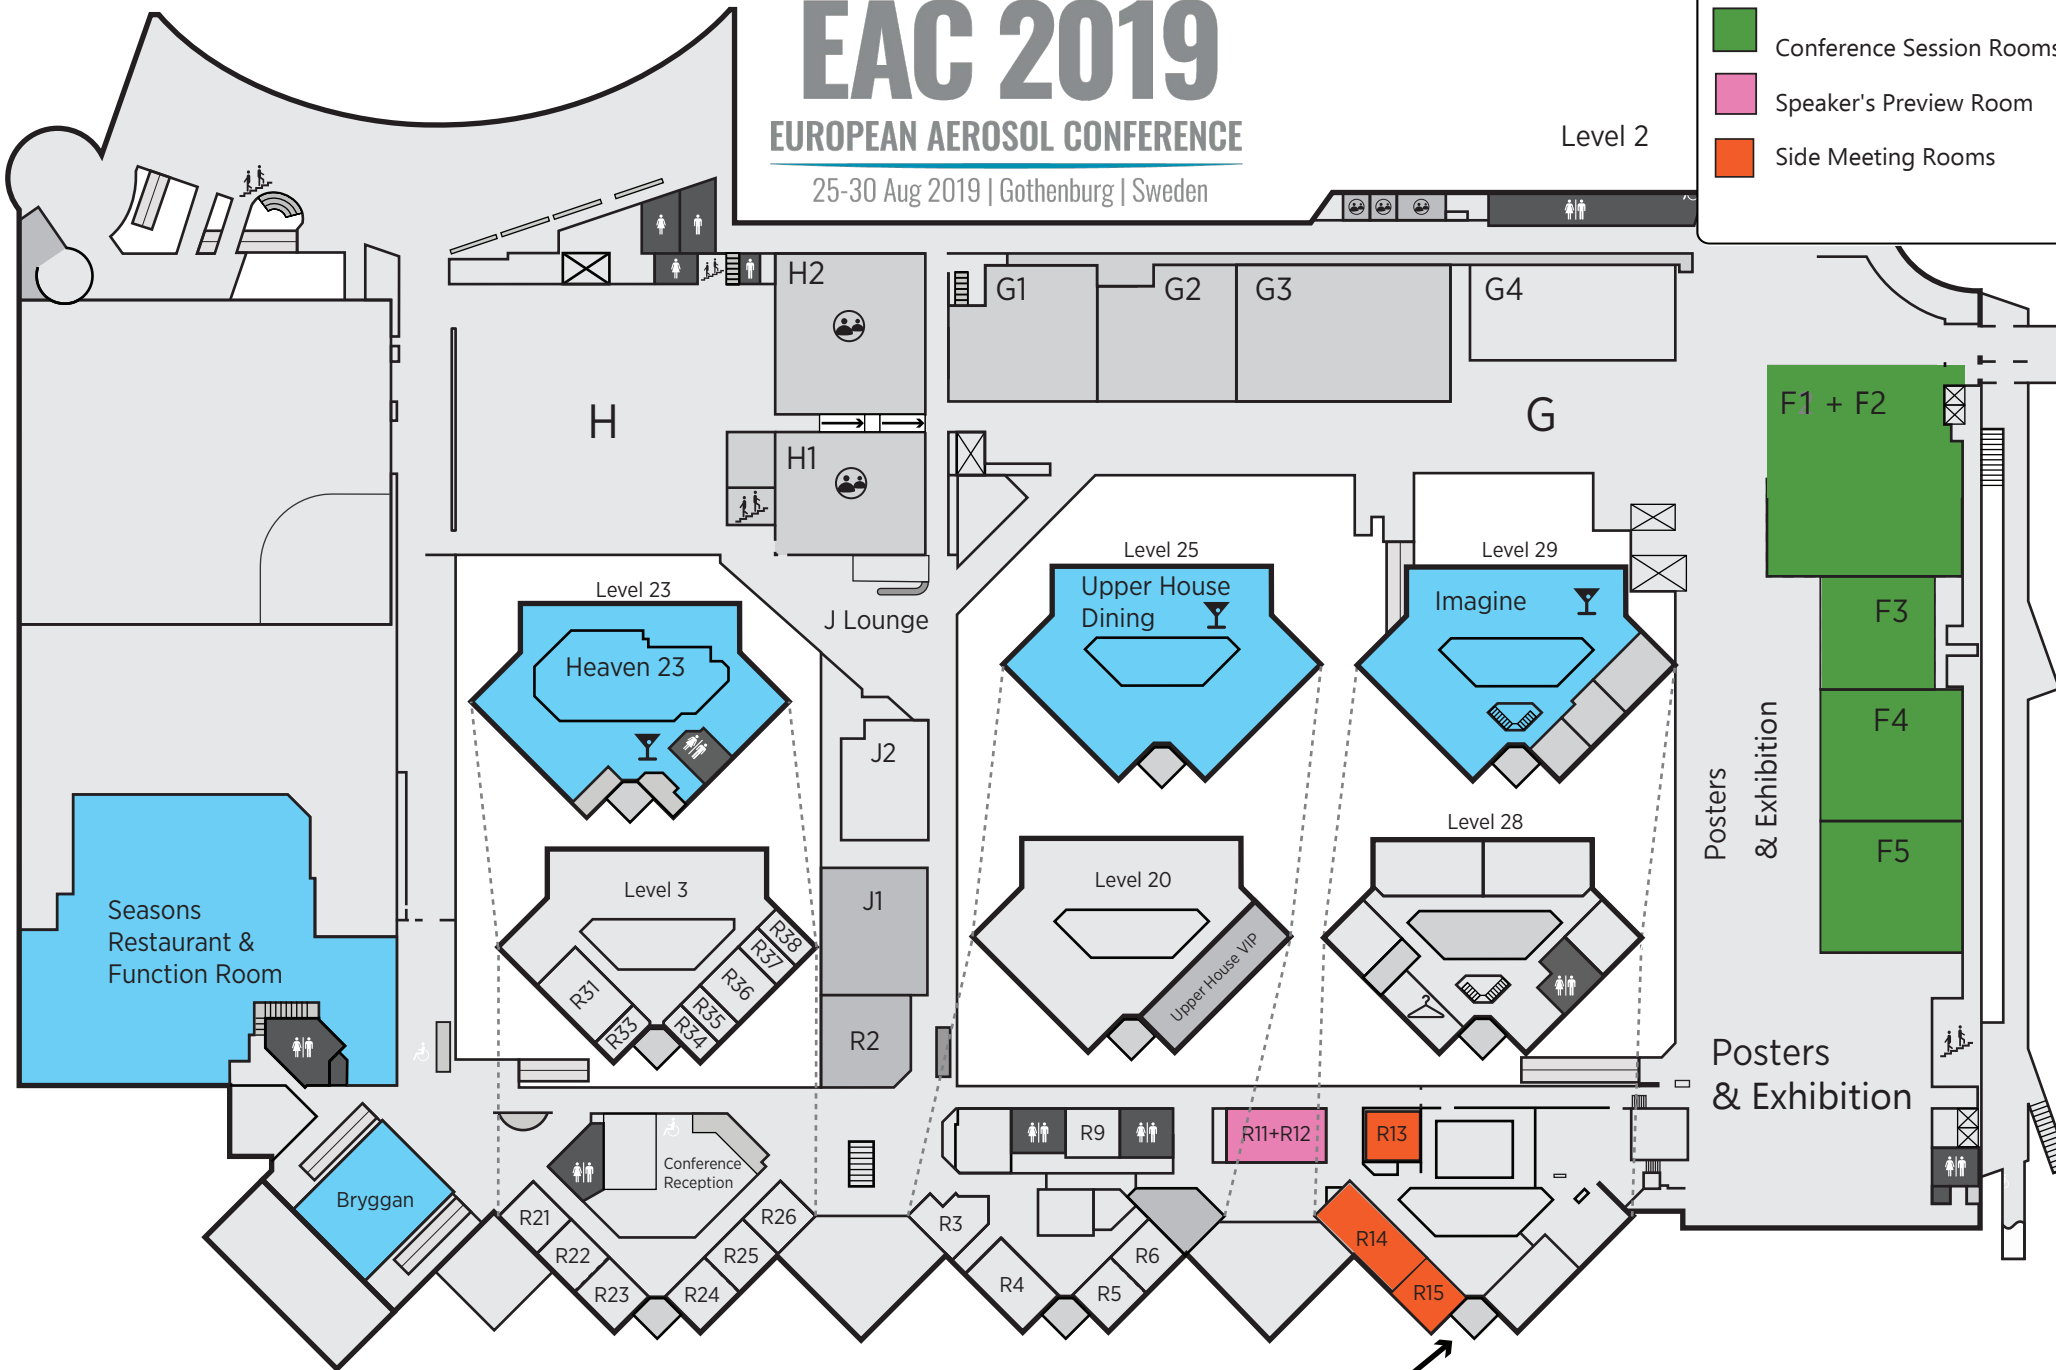 EAC 2019
EUROPEAN AEROSOL CONFERENCE
25-30 Aug 2019 | Gothenburg | Sweden
Level 2
Conference Session Rooms
Speaker's Preview Room
Side Meeting Rooms
H2
G1
G2
G3
G4
H
H1
G
F1 + F2
F3
F4
F5
Level 23
Heaven 23
J Lounge
Level 25
Upper House
Dining
Level 29
Imagine
J2
J1
R2
Level 3
R31
R33
R34
R35
R36
R37
R38
Level 20
Upper House VIP
Level 28
Posters
& Exhibition
Posters
& Exhibition
Seasons
Restaurant &
Function Room
Bryggan
Conference
Reception
R21
R22
R23
R24
R25
R26
R9
R3
R4
R5
R6
R11+R12
R13
R14
R15